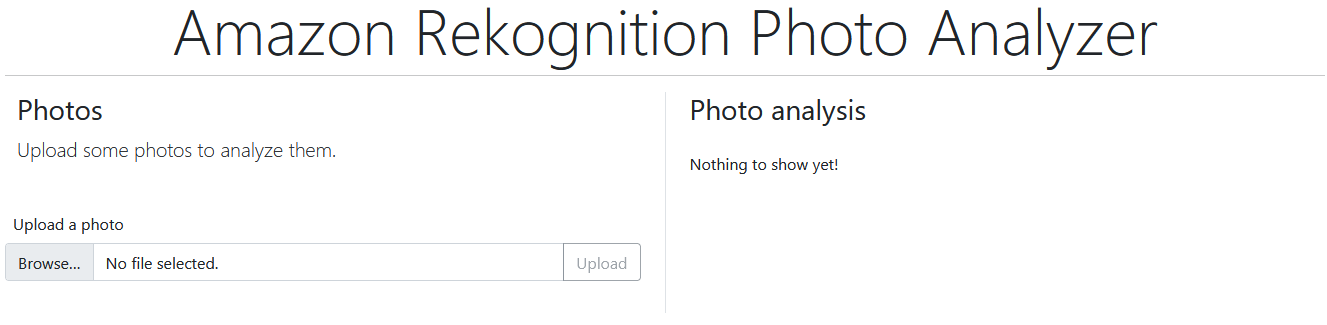 Amazon Rekognition Photo Analyzer
Photos
Upload some photos to analyze them.
Upload a photo
Browse...
No file selected.
Upload
Photo analysis
Nothing to show yet!